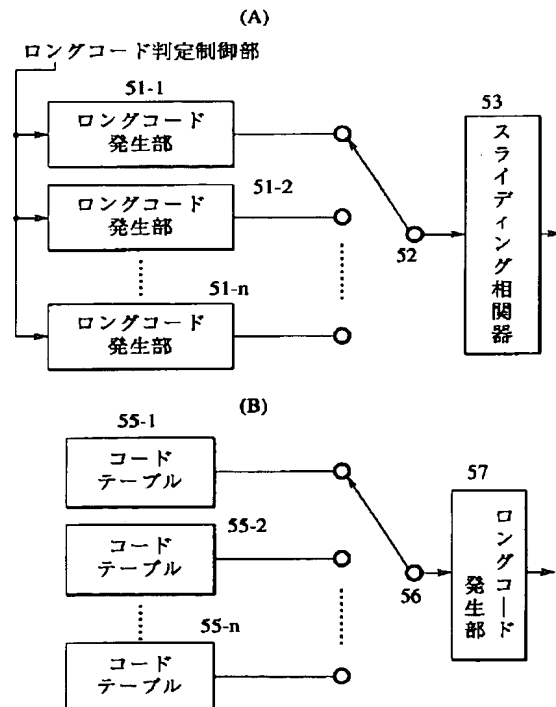 (A)
ロングコード判定制御部
51-1
ロングコード
発生部
51-2
ロングコード
発生部
51-n
ロングコード
発生部
52
53
スライディング相関器
(B)
55-1
コード
テーブル
55-2
コード
テーブル
55-n
コード
テーブル
56
57
ロングコード
発生部